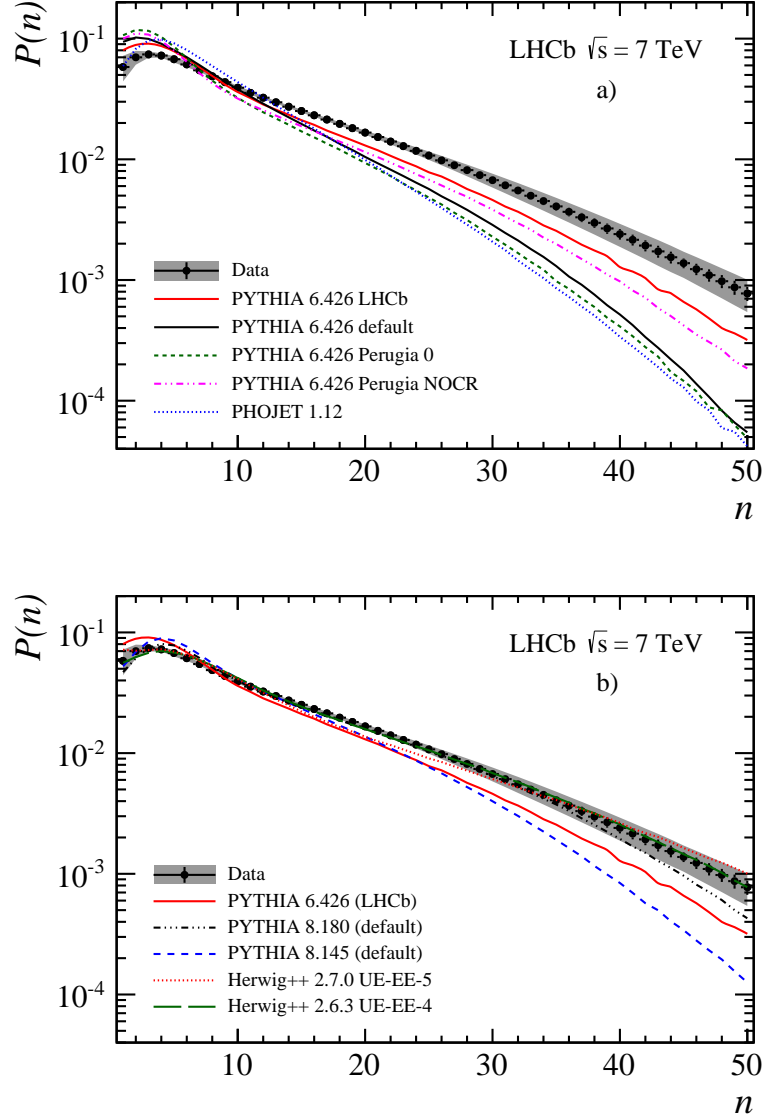 P(n)
10⁻¹
10⁻²
10⁻³
10⁻⁴
LHCb √s = 7 TeV
a)
Data
PYTHIA 6.426 LHCb
PYTHIA 6.426 default
PYTHIA 6.426 Perugia 0
PYTHIA 6.426 Perugia NOCR
PHOJET 1.12
10 20 30 40 50
n
P(n)
10⁻¹
10⁻²
10⁻³
10⁻⁴
LHCb √s = 7 TeV
b)
Data
PYTHIA 6.426 (LHCb)
PYTHIA 8.180 (default)
PYTHIA 8.145 (default)
Herwig++ 2.7.0 UE-EE-5
Herwig++ 2.6.3 UE-EE-4
10 20 30 40 50
n